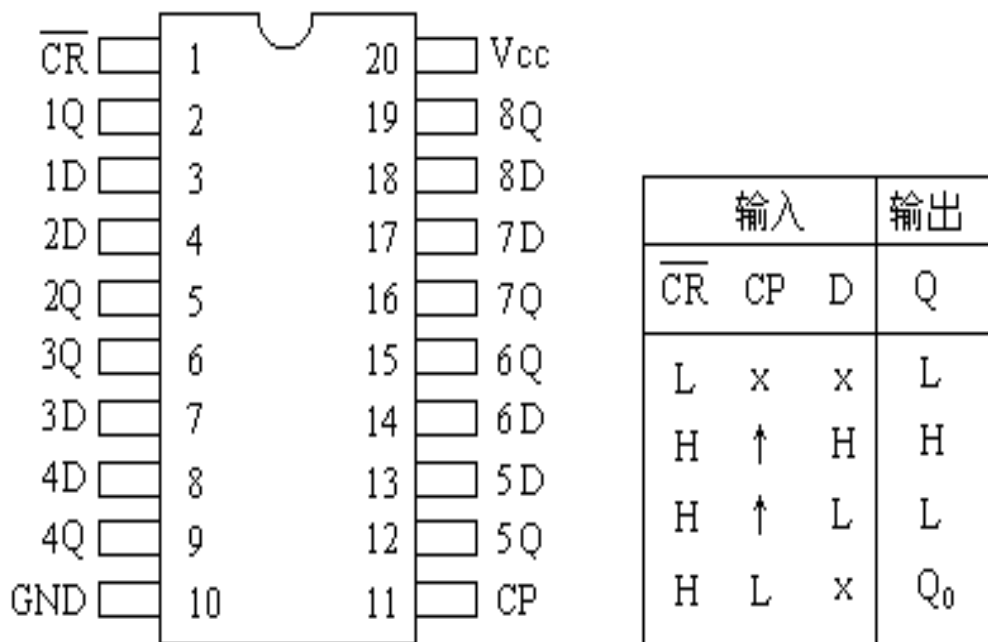 C̅R̅ 1 20 Vcc
1Q 2 19 8Q
1D 3 18 8D
2D 4 17 7D
2Q 5 16 7Q
3Q 6 15 6Q
3D 7 14 6D
4D 8 13 5D
4Q 9 12 5Q
GND 10 11 CP
输入 输出
C̅R̅ CP D Q
L x x L
H ↑ H H
H ↑ L L
H L x Q₀